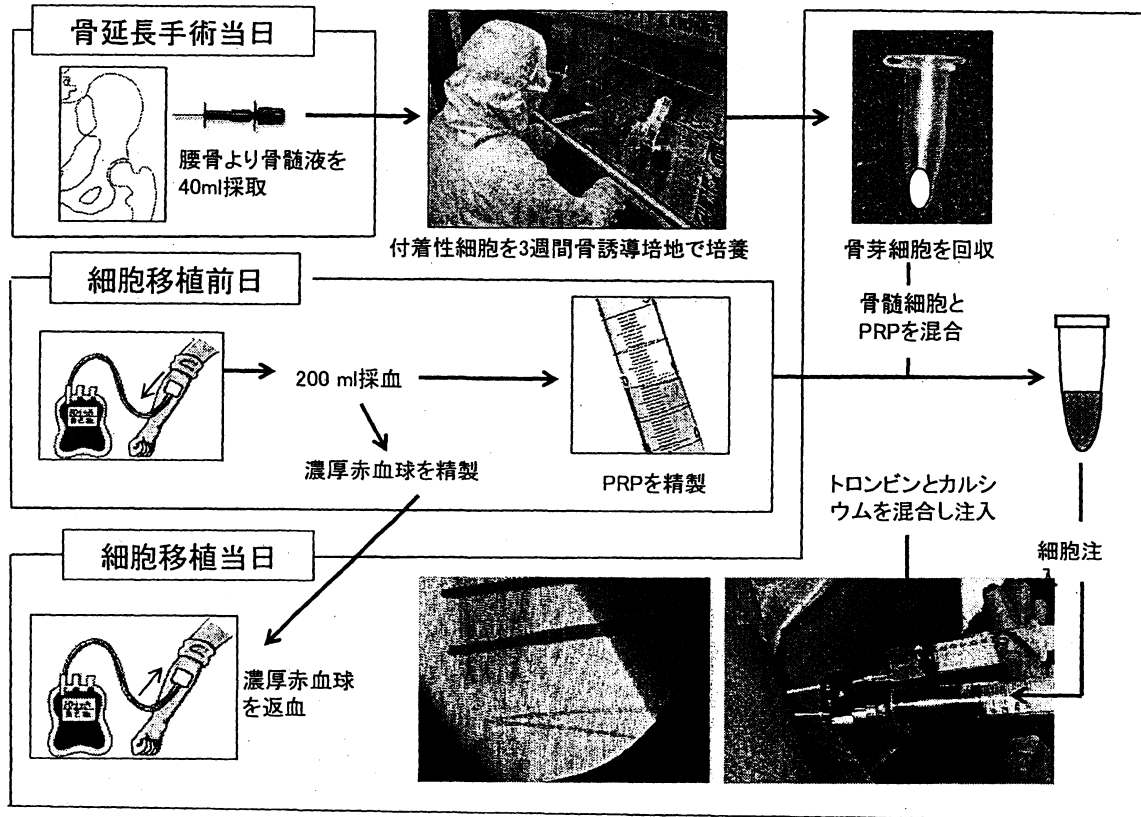 骨延長手術当日
腰骨より骨髄液を
40ml採取
付着性細胞を3週間骨誘導培地で培養
骨芽細胞を回収
細胞移植前日
200 ml採血
濃厚赤血球を精製
PRPを精製
骨髄細胞と
PRPを混合
トロンビンとカルシ
ウムを混合し注入
細胞注
入
細胞移植当日
濃厚赤血球
を返血